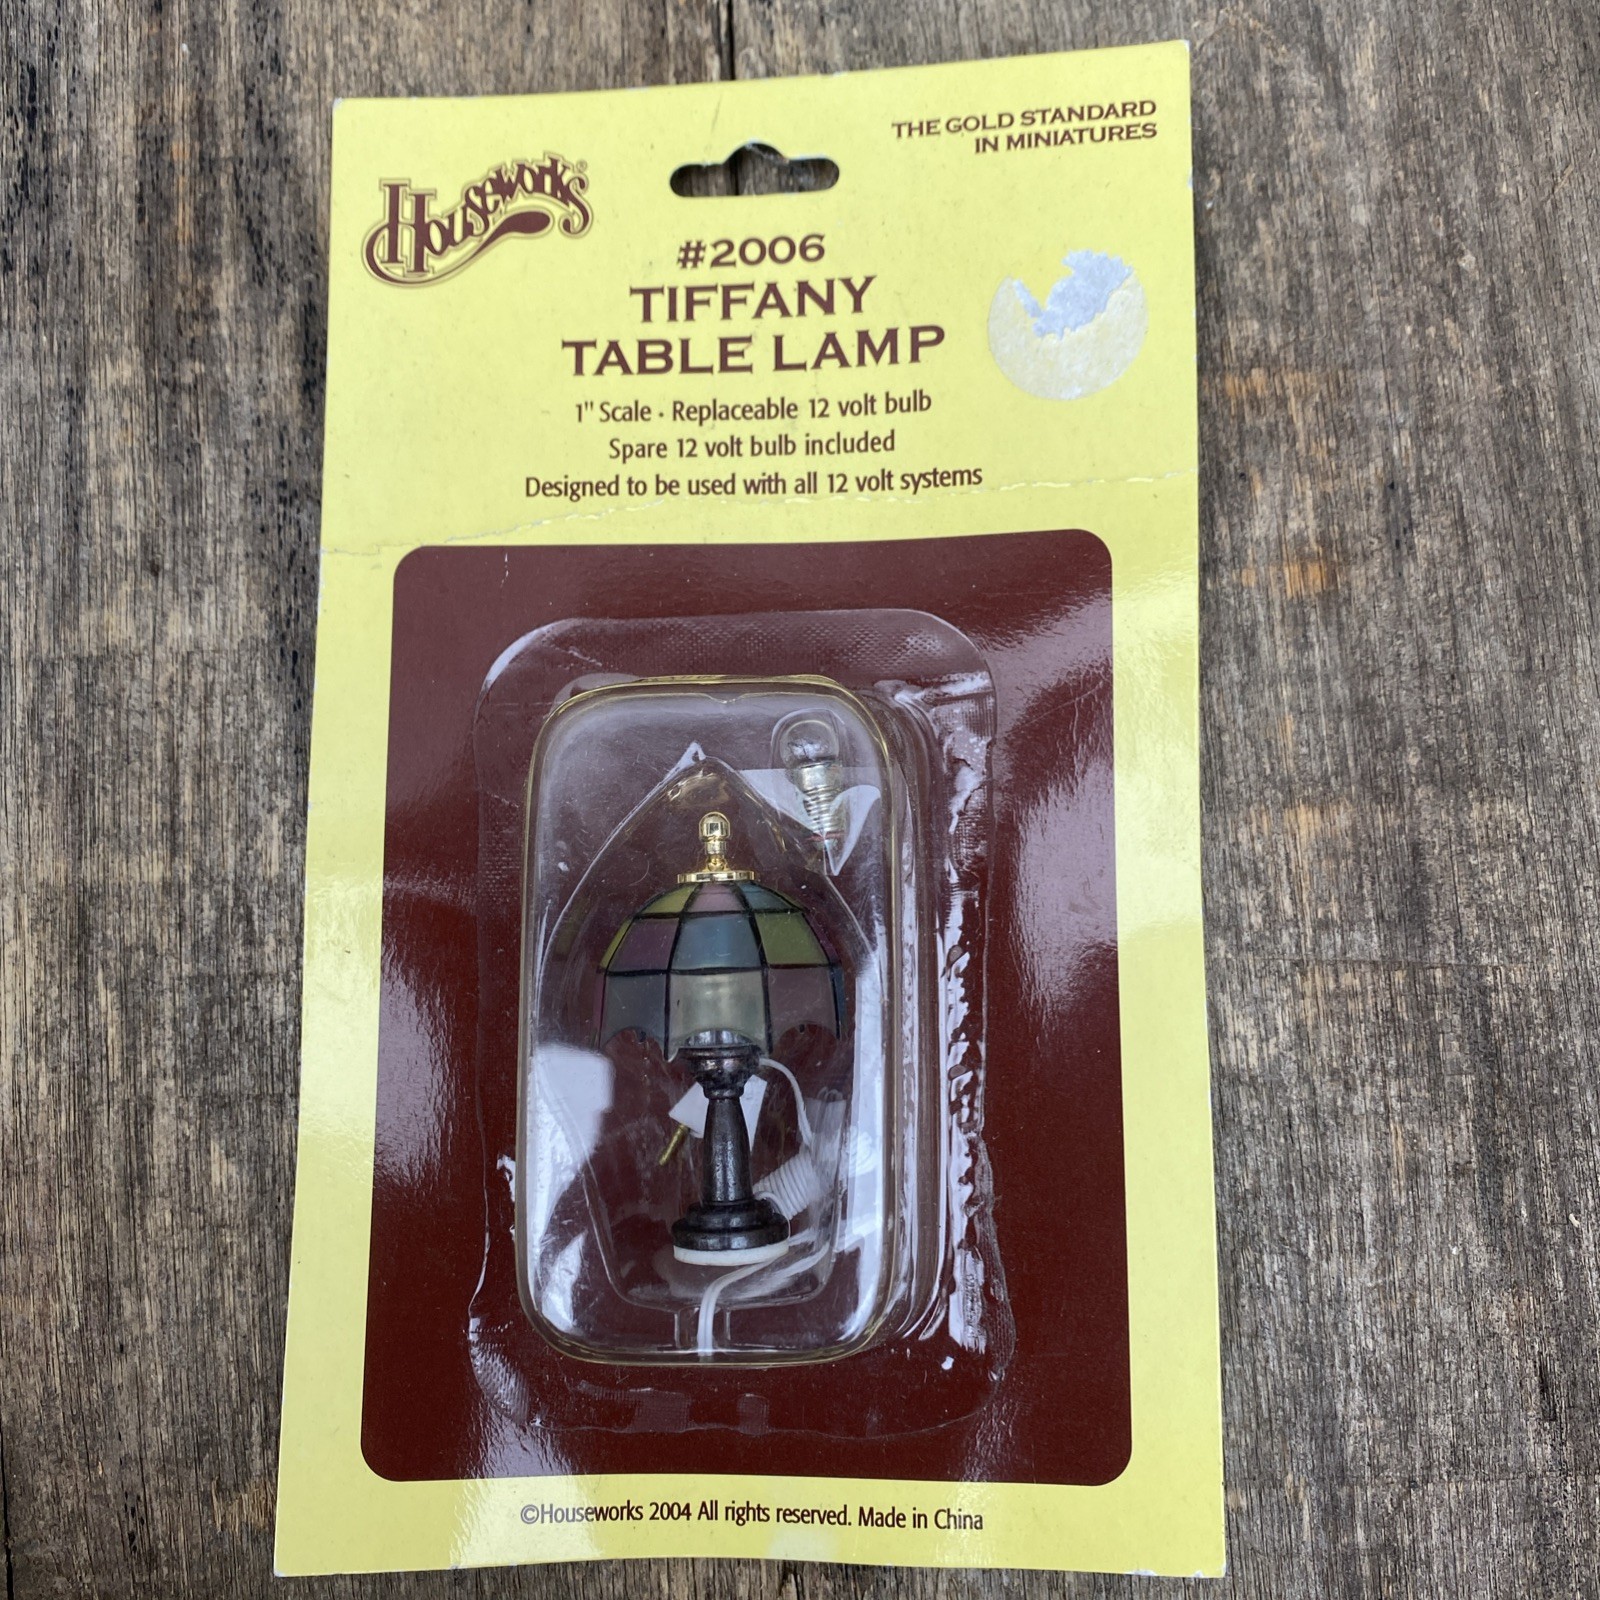 THE GOLD STANDARD
IN MINIATURES
Houseworks®
#2006
TIFFANY
TABLE LAMP
1" Scale · Replaceable 12 volt bulb
Spare 12 volt bulb included
Designed to be used with all 12 volt systems
©Houseworks 2004 All rights reserved. Made in China